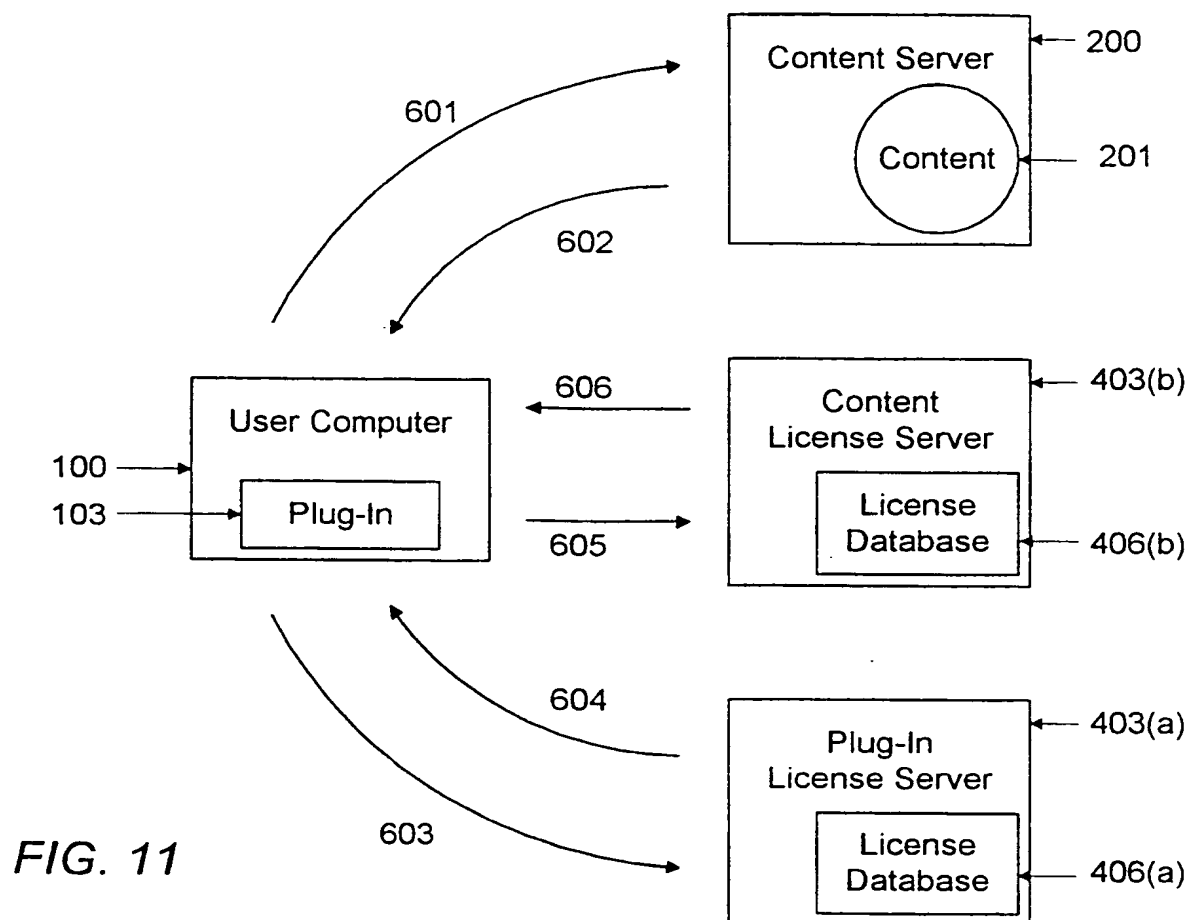 200
Content Server
601
Content
201
602
403(b)
606
Content
License Server
User Computer
100
103
Plug-In
License
Database
605
406(b)
604
403(a)
Plug-In
License Server
603
License
Database
406(a)
FIG. 11